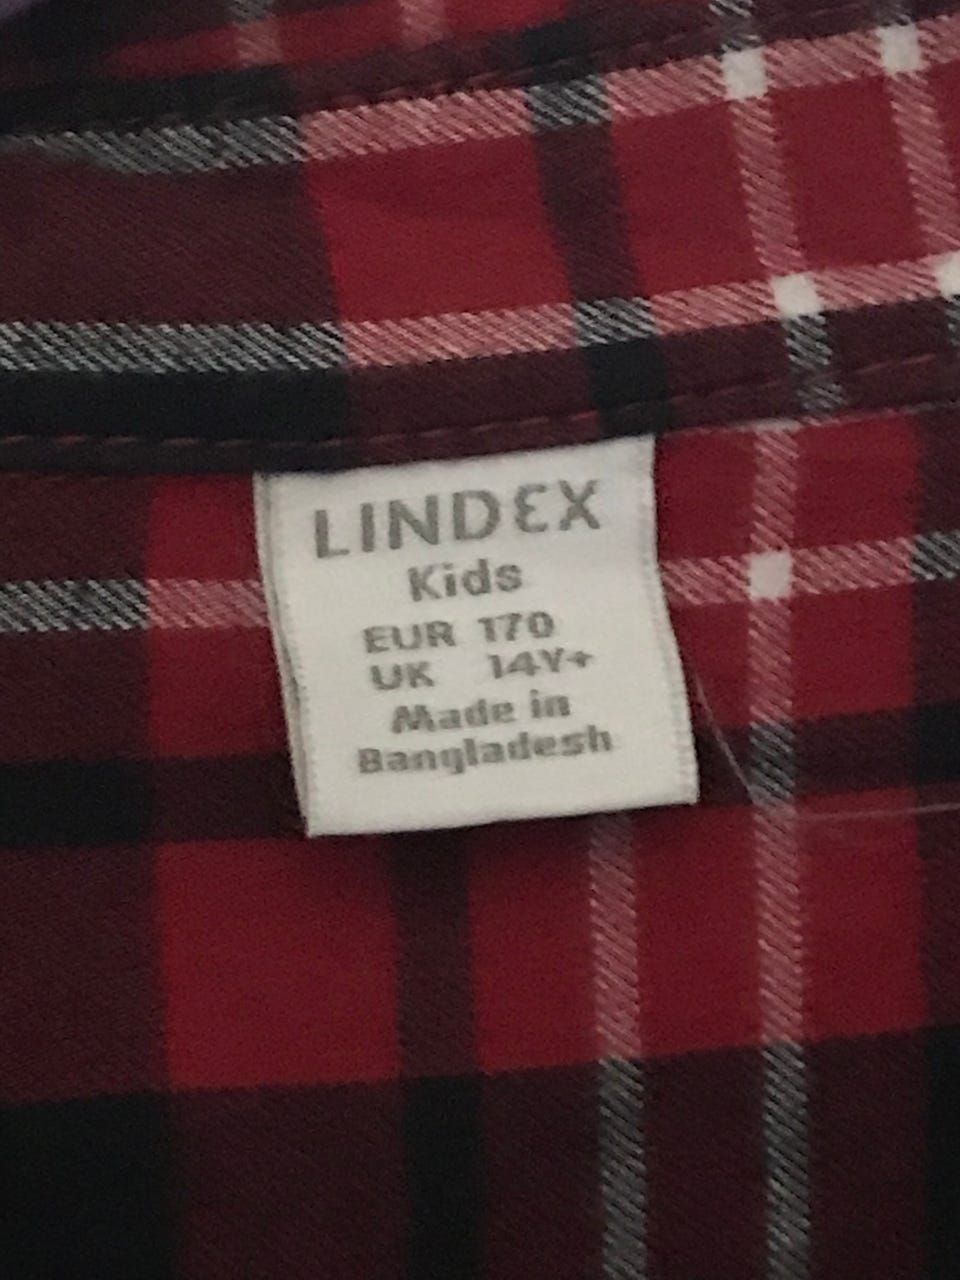 LINDEX
Kids
EUR 170
UK 14Y+
Made in
Bangladesh